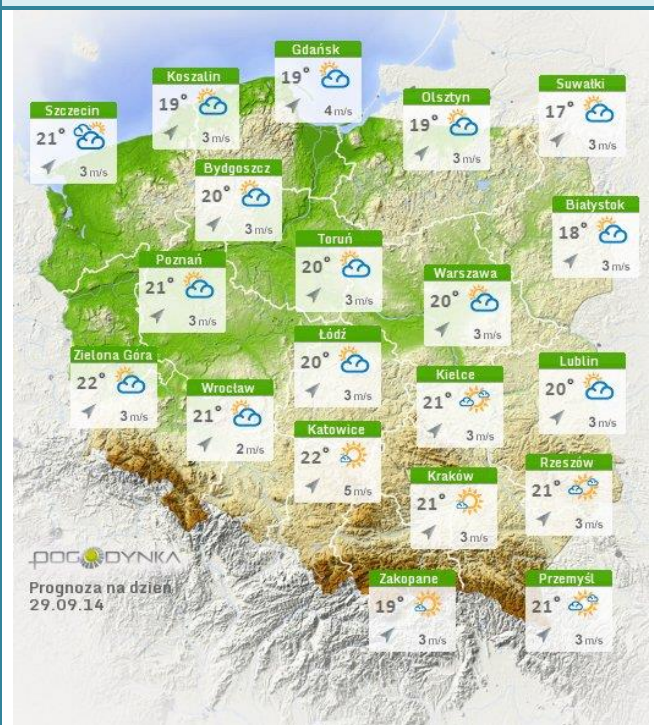 Gdańsk
19°
4 m/s
Koszalin
19°
3 m/s
Suwałki
17°
3 m/s
Olsztyn
19°
3 m/s
Szczecin
21°
3 m/s
Bydgoszcz
20°
3 m/s
Białystok
18°
3 m/s
Toruń
20°
3 m/s
Poznań
21°
3 m/s
Warszawa
20°
3 m/s
Łódź
20°
3 m/s
Zielona Góra
22°
3 m/s
Lublin
20°
3 m/s
Kielce
21°
3 m/s
Wrocław
21°
2 m/s
Katowice
22°
5 m/s
Rzeszów
21°
3 m/s
Kraków
21°
3 m/s
POGODYNKA
Prognoza na dzień
29.09.14
Zakopane
19°
3 m/s
Przemyśl
21°
3 m/s